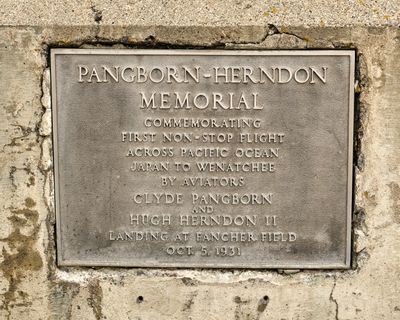 PANGBORN-HERNDON
MEMORIAL
COMMEMORATING
FIRST NON-STOP FLIGHT
ACROSS PACIFIC OCEAN
JAPAN TO WENATCHEE
BY AVIATORS
CLYDE PANGBORN
AND
HUGH HERNDON II
LANDING AT FANCHER FIELD
OCT. 5, 1931